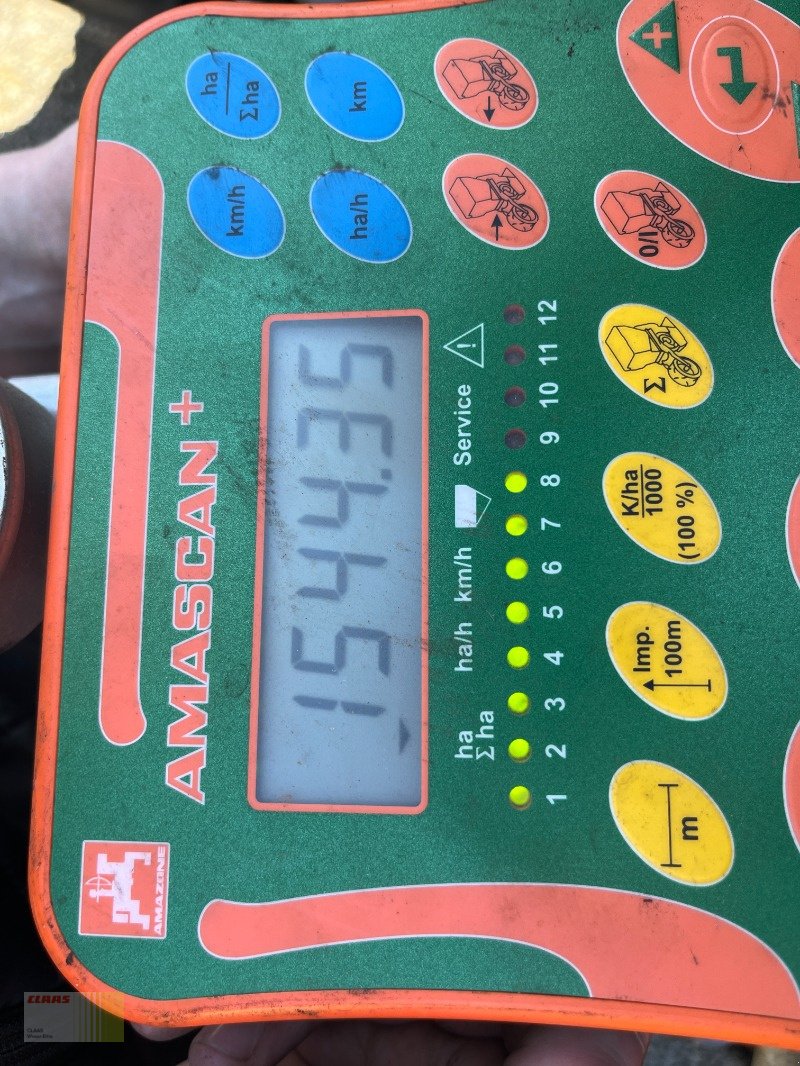 AMAZONE
AMASCAN+
1544.35
ha
Σha
ha/h
km/h
Service
1 2 3 4 5 6 7 8 9 10 11 12
km/h
ha
Σha
ha/h
km
m
Imp.
100m
K/ha
1000
(100 %)
Σ
0/I
+
CLAAS
CLAAS